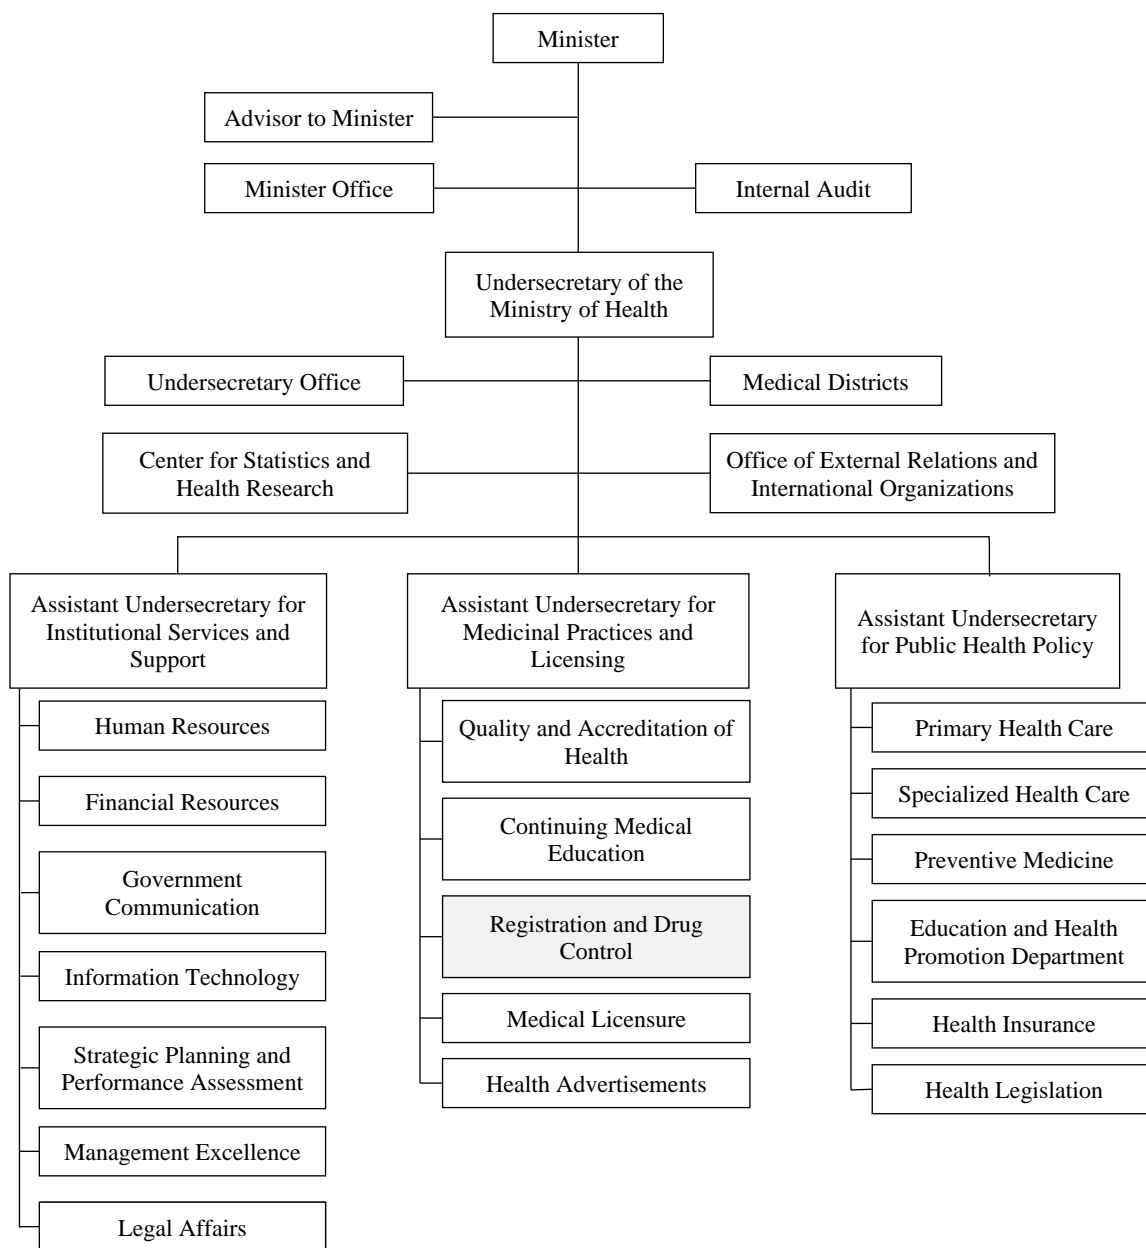 Minister
Advisor to Minister
Minister Office
Internal Audit
Undersecretary of the
Ministry of Health
Undersecretary Office
Medical Districts
Center for Statistics and
Health Research
Office of External Relations and
International Organizations
Assistant Undersecretary for
Institutional Services and
Support
Human Resources
Financial Resources
Government
Communication
Information Technology
Strategic Planning and
Performance Assessment
Management Excellence
Legal Affairs
Assistant Undersecretary for
Medicinal Practices and
Licensing
Quality and Accreditation of
Health
Continuing Medical
Education
Registration and Drug
Control
Medical Licensure
Health Advertisements
Assistant Undersecretary
for Public Health Policy
Primary Health Care
Specialized Health Care
Preventive Medicine
Education and Health
Promotion Department
Health Insurance
Health Legislation